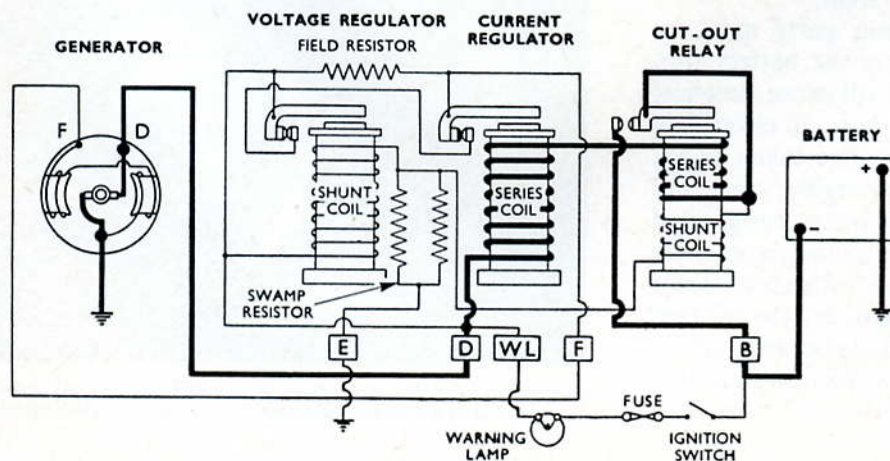 VOLTAGE REGULATOR
FIELD RESISTOR
CURRENT
REGULATOR
CUT-OUT
RELAY
GENERATOR
BATTERY
F
D
+
-
SHUNT
COIL
SERIES
COIL
SERIES
COIL
SHUNT
COIL
SWAMP
RESISTOR
E
D
WL
F
B
WARNING
LAMP
FUSE
IGNITION
SWITCH